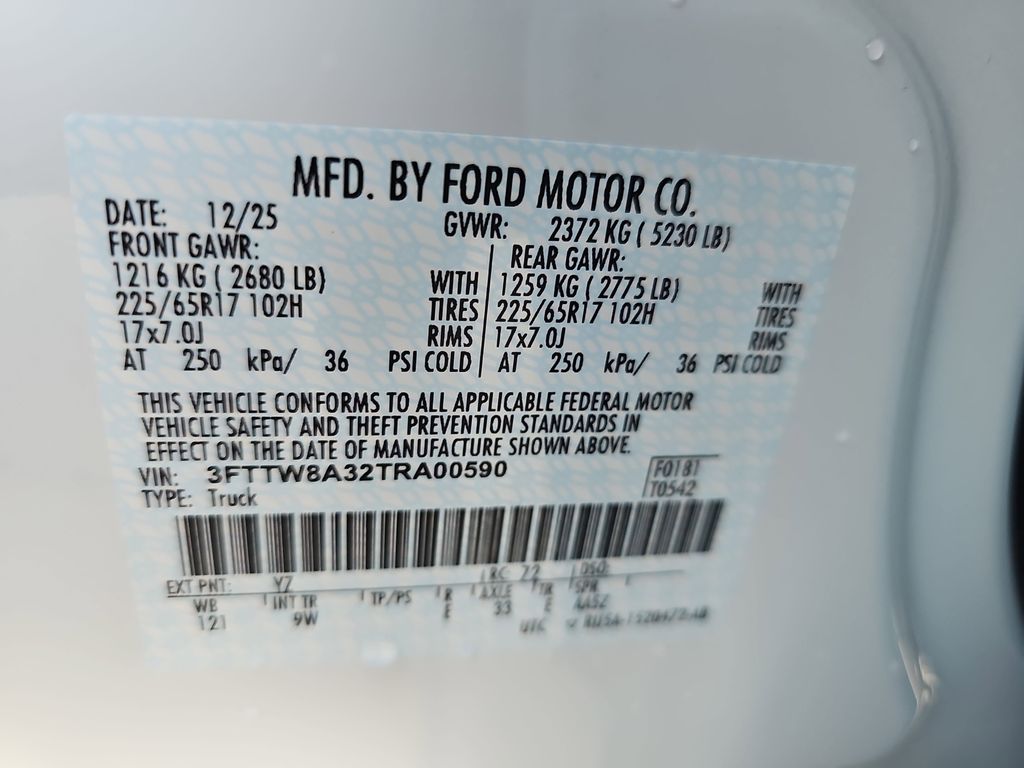 MFD. BY FORD MOTOR CO.
DATE: 12/25 GVWR: 2372 KG ( 5230 LB)
FRONT GAWR: REAR GAWR:
1216 KG ( 2680 LB) WITH 1259 KG ( 2775 LB) WITH
225/65R17 102H TIRES 225/65R17 102H TIRES
17x7.0J RIMS 17x7.0J RIMS
AT 250 kPa/ 36 PSI COLD AT 250 kPa/ 36 PSI COLD
THIS VEHICLE CONFORMS TO ALL APPLICABLE FEDERAL MOTOR
VEHICLE SAFETY AND THEFT PREVENTION STANDARDS IN
EFFECT ON THE DATE OF MANUFACTURE SHOWN ABOVE.
VIN: 3FTTW8A32TRA00590 F0181
TYPE: Truck T0542
EXT PNT: YZ RC: 72 DSO:
WB INT TR TP/PS R AXLE TR SPR
121 9W E 33 E AA5Z
UTC